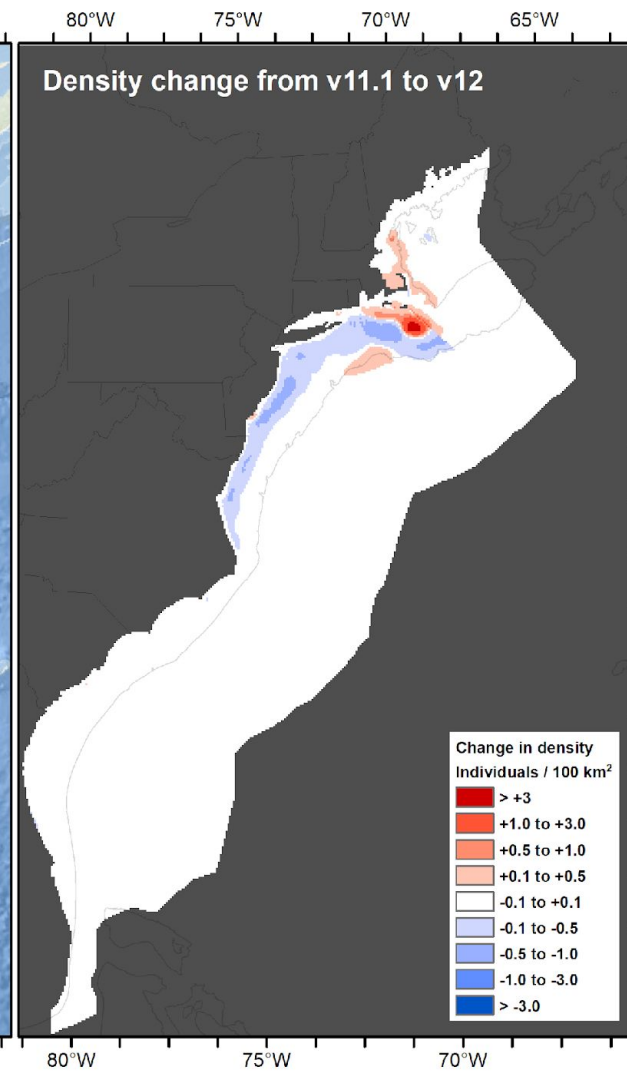 80°W 75°W 70°W 65°W
Density change from v11.1 to v12
Change in density
Individuals / 100 km²
> +3
+1.0 to +3.0
+0.5 to +1.0
+0.1 to +0.5
-0.1 to +0.1
-0.1 to -0.5
-0.5 to -1.0
-1.0 to -3.0
> -3.0
80°W 75°W 70°W